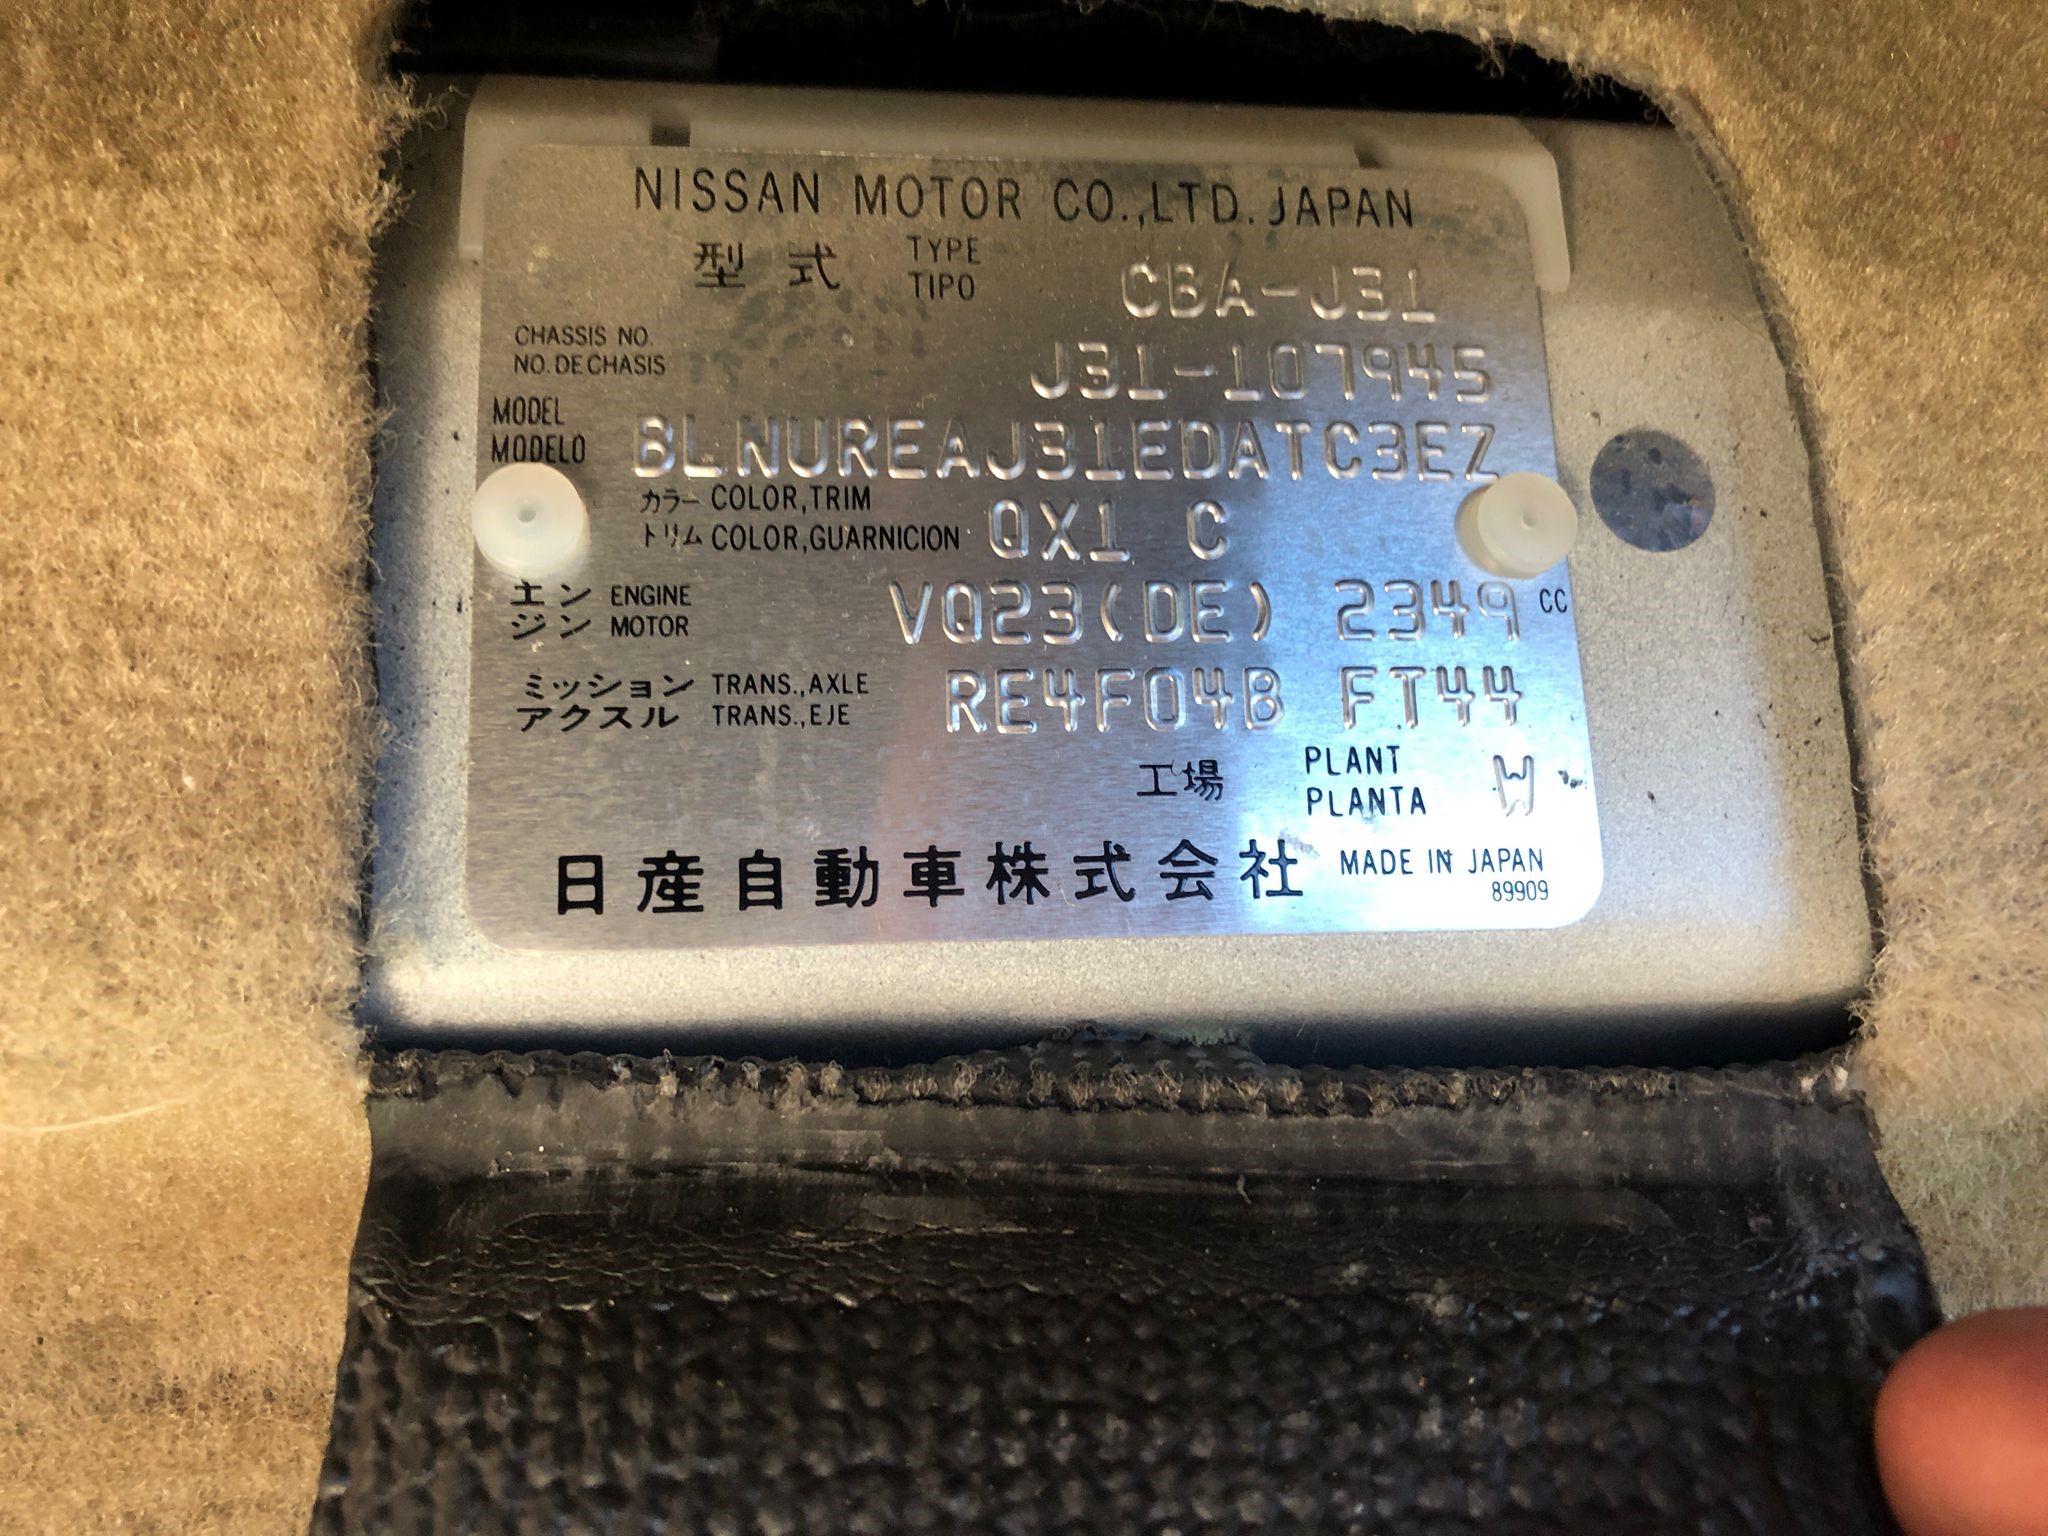 NISSAN MOTOR CO.,LTD. JAPAN
型式 TYPE TIPO CBA-J31
CHASSIS NO.
NO. DE CHASIS J31-107945
MODEL
MODELO BLNUREAJ31EDATC3EZ
カラー COLOR,TRIM
トリム COLOR,GUARNICION QX1 C
エン ENGINE
ジン MOTOR VQ23(DE) 2349 CC
ミッション TRANS.,AXLE
アクスル TRANS.,EJE RE4F04B FT44
工場 PLANT
PLANTA
日産自動車株式会社 MADE IN JAPAN
89909